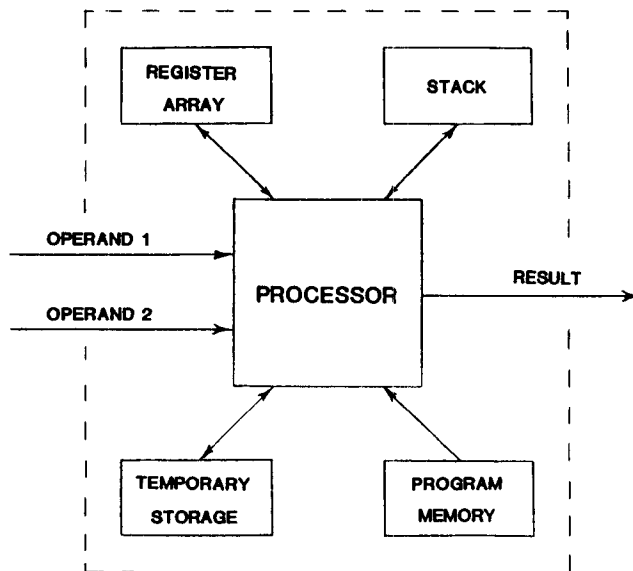 REGISTER
ARRAY
STACK
OPERAND 1
PROCESSOR
RESULT
OPERAND 2
TEMPORARY
STORAGE
PROGRAM
MEMORY